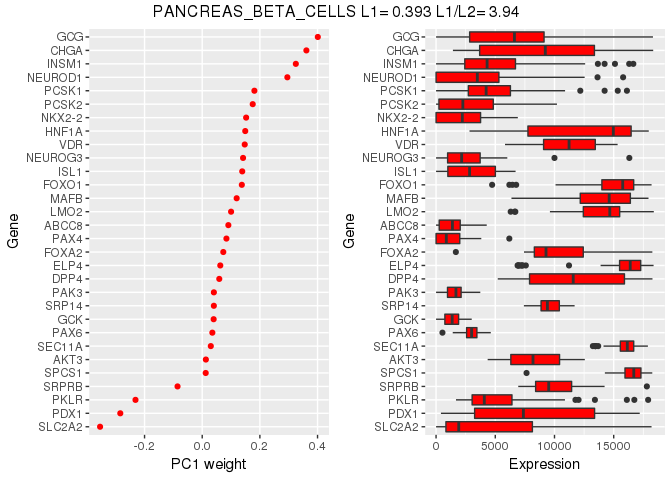 PANCREAS_BETA_CELLS L1= 0.393 L1/L2= 3.94
Gene
GCG
CHGA
INSM1
NEUROD1
PCSK1
PCSK2
NKX2-2
HNF1A
VDR
NEUROG3
ISL1
FOXO1
MAFB
LMO2
ABCC8
PAX4
FOXA2
ELP4
DPP4
PAK3
SRP14
GCK
PAX6
SEC11A
AKT3
SPCS1
SRPRB
PKLR
PDX1
SLC2A2
-0.2 0.0 0.2 0.4
PC1 weight
Gene
GCG
CHGA
INSM1
NEUROD1
PCSK1
PCSK2
NKX2-2
HNF1A
VDR
NEUROG3
ISL1
FOXO1
MAFB
LMO2
ABCC8
PAX4
FOXA2
ELP4
DPP4
PAK3
SRP14
GCK
PAX6
SEC11A
AKT3
SPCS1
SRPRB
PKLR
PDX1
SLC2A2
0 5000 10000 15000
Expression